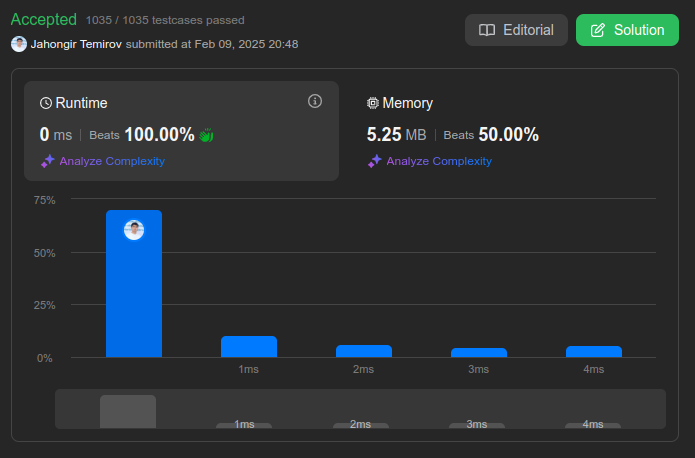 Accepted 1035 / 1035 testcases passed
Editorial
Solution
Jahongir Temirov submitted at Feb 09, 2025 20:48
Runtime
0 ms | Beats 100.00%
Analyze Complexity
Memory
5.25 MB | Beats 50.00%
Analyze Complexity
75%
50%
25%
0%
1ms 2ms 3ms 4ms
1ms 2ms 3ms 4ms